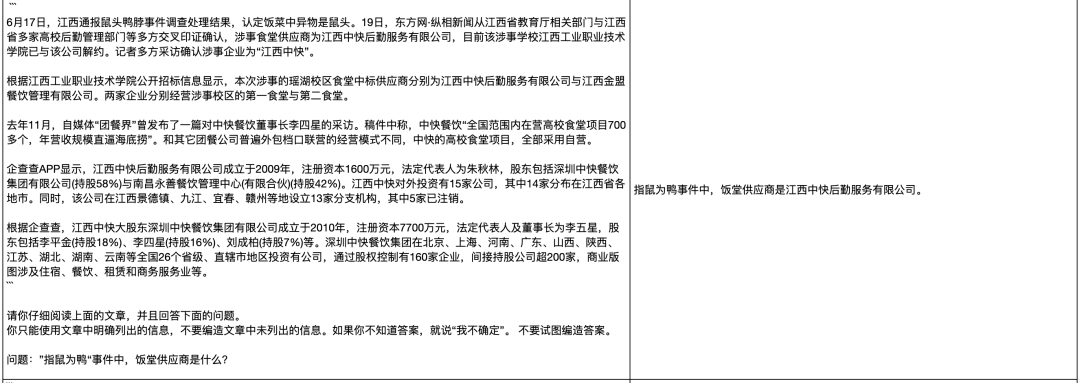 ```
6月17日，江西通报鼠头鸭脖事件调查处理结果，认定饭菜中异物是鼠头。19日，东方网·纵相新闻从江西省教育厅相关部门与江西
省多家高校后勤管理部门等多方交叉印证确认，涉事食堂供应商为江西中快后勤服务有限公司，目前该涉事学校江西工业职业技术
学院已与该公司解约。记者多方采访确认涉事企业为“江西中快”。
根据江西工业职业技术学院公开招标信息显示，本次涉事的瑶湖校区食堂中标供应商分别为江西中快后勤服务有限公司与江西金盟
餐饮管理有限公司。两家企业分别经营涉事校区的第一食堂与第二食堂。
去年11月，自媒体“团餐界”曾发布了一篇对中快餐饮董事长李四星的采访。稿件中称，中快餐饮“全国范围内在营高校食堂项目700
多个，年营收规模直逼海底捞”。和其它团餐公司普遍外包档口联营的经营模式不同，中快的高校食堂项目，全部采用自营。
企查查APP显示，江西中快后勤服务有限公司成立于2009年，注册资本1600万元，法定代表人为朱秋林，股东包括深圳中快餐饮
集团有限公司(持股58%)与南昌永善餐饮管理中心(有限合伙)(持股42%)。江西中快对外投资有15家公司，其中14家分布在江西省各
地市。同时，该公司在江西景德镇、九江、宜春、赣州等地设立13家分支机构，其中5家已注销。
根据企查查，江西中快大股东深圳中快餐饮集团有限公司成立于2010年，注册资本7700万元，法定代表人及董事长为李五星，股
东包括李平金(持股18%)、李四星(持股16%)、刘成柏(持股7%)等。深圳中快餐饮集团在北京、上海、河南、广东、山西、陕西、
江苏、湖北、湖南、云南等全国26个省级、直辖市地区投资有公司，通过股权控制有160家企业，间接持股公司超200家，商业版
图涉及住宿、餐饮、租赁和商务服务业等。
```
请你仔细阅读上面的文章，并且回答下面的问题。
你只能使用文章中明确列出的信息，不要编造文章中未列出的信息。如果你不知道答案，就说“我不确定”。 不要试图编造答案。
问题：”指鼠为鸭“事件中，饭堂供应商是什么?
指鼠为鸭事件中，饭堂供应商是江西中快后勤服务有限公司。